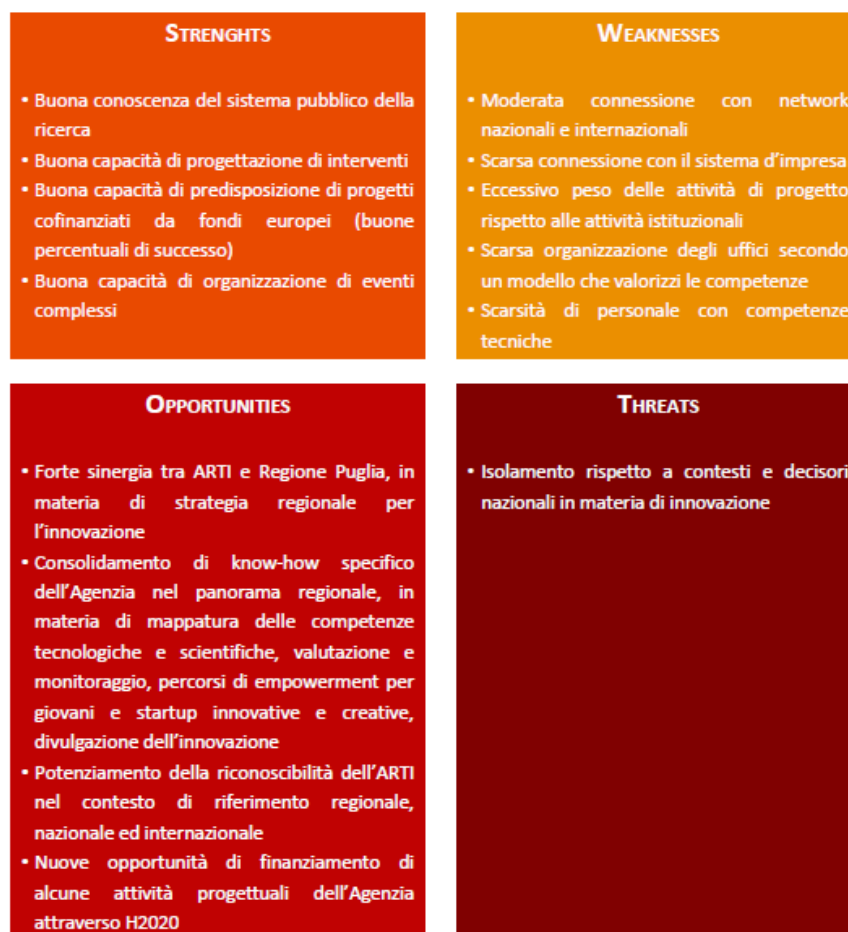 STRENGHTS
• Buona conoscenza del sistema pubblico della
ricerca
• Buona capacità di progettazione di interventi
• Buona capacità di predisposizione di progetti
cofinanziati da fondi europei (buone
percentuali di successo)
• Buona capacità di organizzazione di eventi
complessi
WEAKNESSES
• Moderata connessione con network
nazionali e internazionali
• Scarsa connessione con il sistema d'impresa
• Eccessivo peso delle attività di progetto
rispetto alle attività istituzionali
• Scarsa organizzazione degli uffici secondo
un modello che valorizzi le competenze
• Scarsità di personale con competenze
tecniche
OPPORTUNITIES
• Forte sinergia tra ARTI e Regione Puglia, in
materia di strategia regionale per
l'innovazione
• Consolidamento di know-how specifico
dell'Agenzia nel panorama regionale, in
materia di mappatura delle competenze
tecnologiche e scientifiche, valutazione e
monitoraggio, percorsi di empowerment per
giovani e startup innovative e creative,
divulgazione dell'innovazione
• Potenziamento della riconoscibilità dell'ARTI
nel contesto di riferimento regionale,
nazionale ed internazionale
• Nuove opportunità di finanziamento di
alcune attività progettuali dell'Agenzia
attraverso H2020
THREATS
• Isolamento rispetto a contesti e decisori
nazionali in materia di innovazione